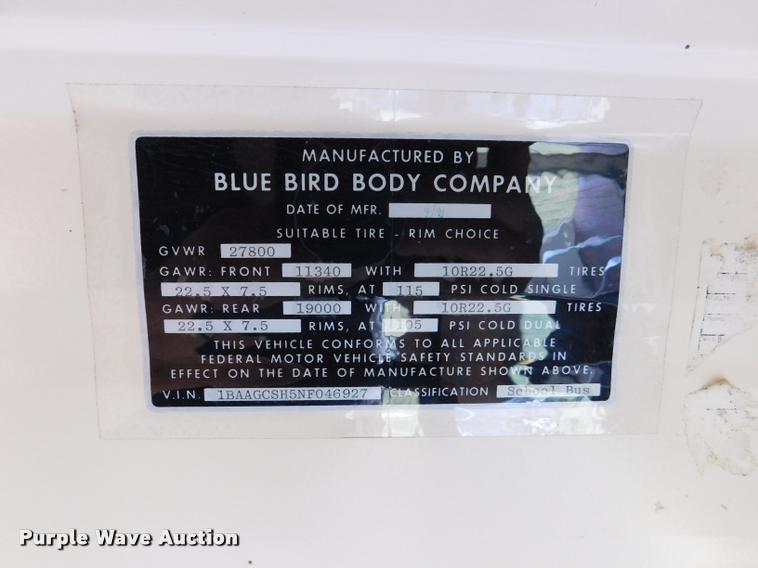 MANUFACTURED BY
BLUE BIRD BODY COMPANY
DATE OF MFR. 9/91
SUITABLE TIRE - RIM CHOICE
GVWR 27800
GAWR: FRONT 11340 WITH 10R22.5G TIRES
22.5 X 7.5 RIMS, AT 115 PSI COLD SINGLE
GAWR: REAR 19000 WITH 10R22.5G TIRES
22.5 X 7.5 RIMS, AT 105 PSI COLD DUAL
THIS VEHICLE CONFORMS TO ALL APPLICABLE
FEDERAL MOTOR VEHICLE SAFETY STANDARDS IN
EFFECT ON THE DATE OF MANUFACTURE SHOWN ABOVE.
V.I.N. 1BAAGCSH5NF046927 CLASSIFICATION School Bus
Purple Wave Auction